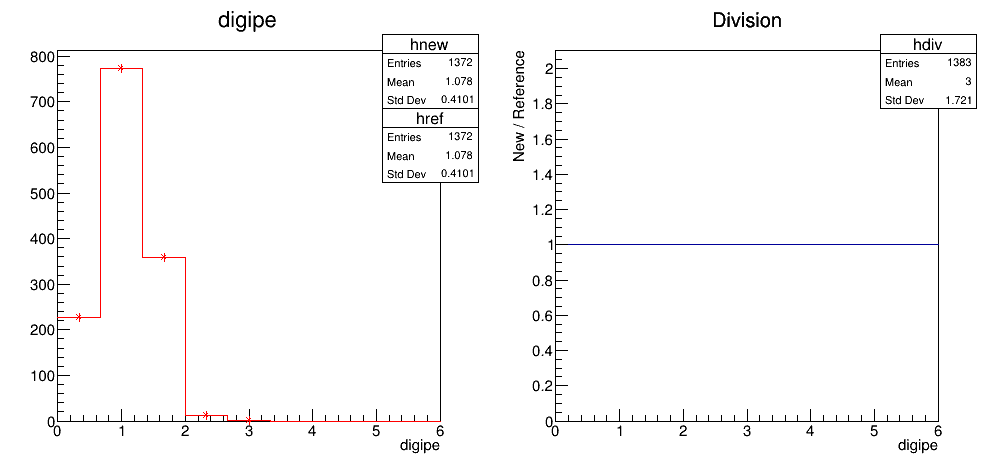 digipe
hnew
Entries 1372
Mean 1.078
Std Dev 0.4101
href
Entries 1372
Mean 1.078
Std Dev 0.4101
800
700
600
500
400
300
200
100
0
0 1 2 3 4 5 6
digipe
Division
hdiv
Entries 1383
Mean 3
Std Dev 1.721
New / Reference
2
1.8
1.6
1.4
1.2
1
0.8
0.6
0.4
0.2
0
0 1 2 3 4 5 6
digipe